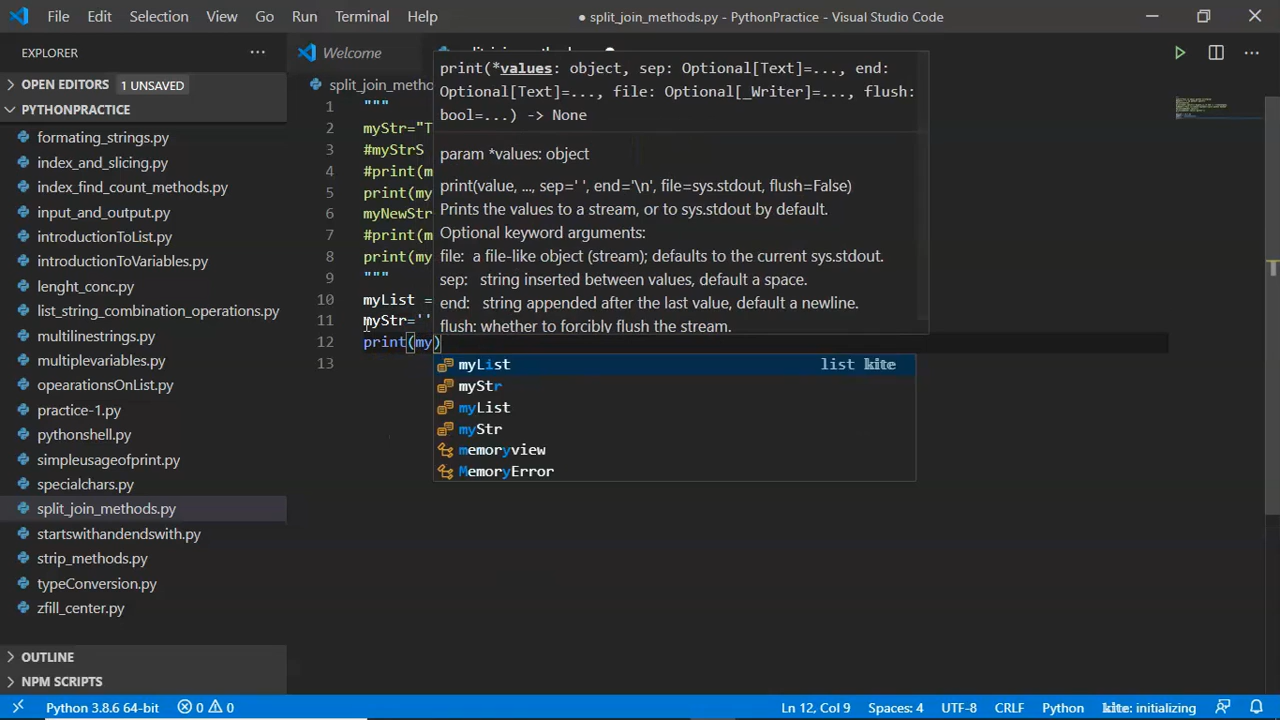 File Edit Selection View Go Run Terminal Help
● split_join_methods.py - PythonPractice - Visual Studio Code
EXPLORER
Welcome
OPEN EDITORS 1 UNSAVED
PYTHONPRACTICE
formating_strings.py
index_and_slicing.py
index_find_count_methods.py
input_and_output.py
introductionToList.py
introductionToVariables.py
lenght_conc.py
list_string_combination_operations.py
multilinestrings.py
multiplevariables.py
opearationsOnList.py
practice-1.py
pythonshell.py
simpleusageofprint.py
specialchars.py
split_join_methods.py
startswithandendswith.py
strip_methods.py
typeConversion.py
zfill_center.py
OUTLINE
NPM SCRIPTS
split_join_metho
1 """
2 myStr="T
3 #myStrS
4 #print(m
5 print(my
6 myNewStr
7 #print(m
8 print(my
9 """
10 myList =
11 myStr=''
12 print(my)
13
print(*values: object, sep: Optional[Text]=..., end:
Optional[Text]=..., file: Optional[_Writer]=..., flush:
bool=...) -> None
param *values: object
print(value, ..., sep=' ', end='\n', file=sys.stdout, flush=False)
Prints the values to a stream, or to sys.stdout by default.
Optional keyword arguments:
file: a file-like object (stream); defaults to the current sys.stdout.
sep: string inserted between values, default a space.
end: string appended after the last value, default a newline.
flush: whether to forcibly flush the stream.
myList list kite
myStr
myList
myStr
memoryview
MemoryError
Python 3.8.6 64-bit 0 0 Ln 12, Col 9 Spaces: 4 UTF-8 CRLF Python kite: initializing